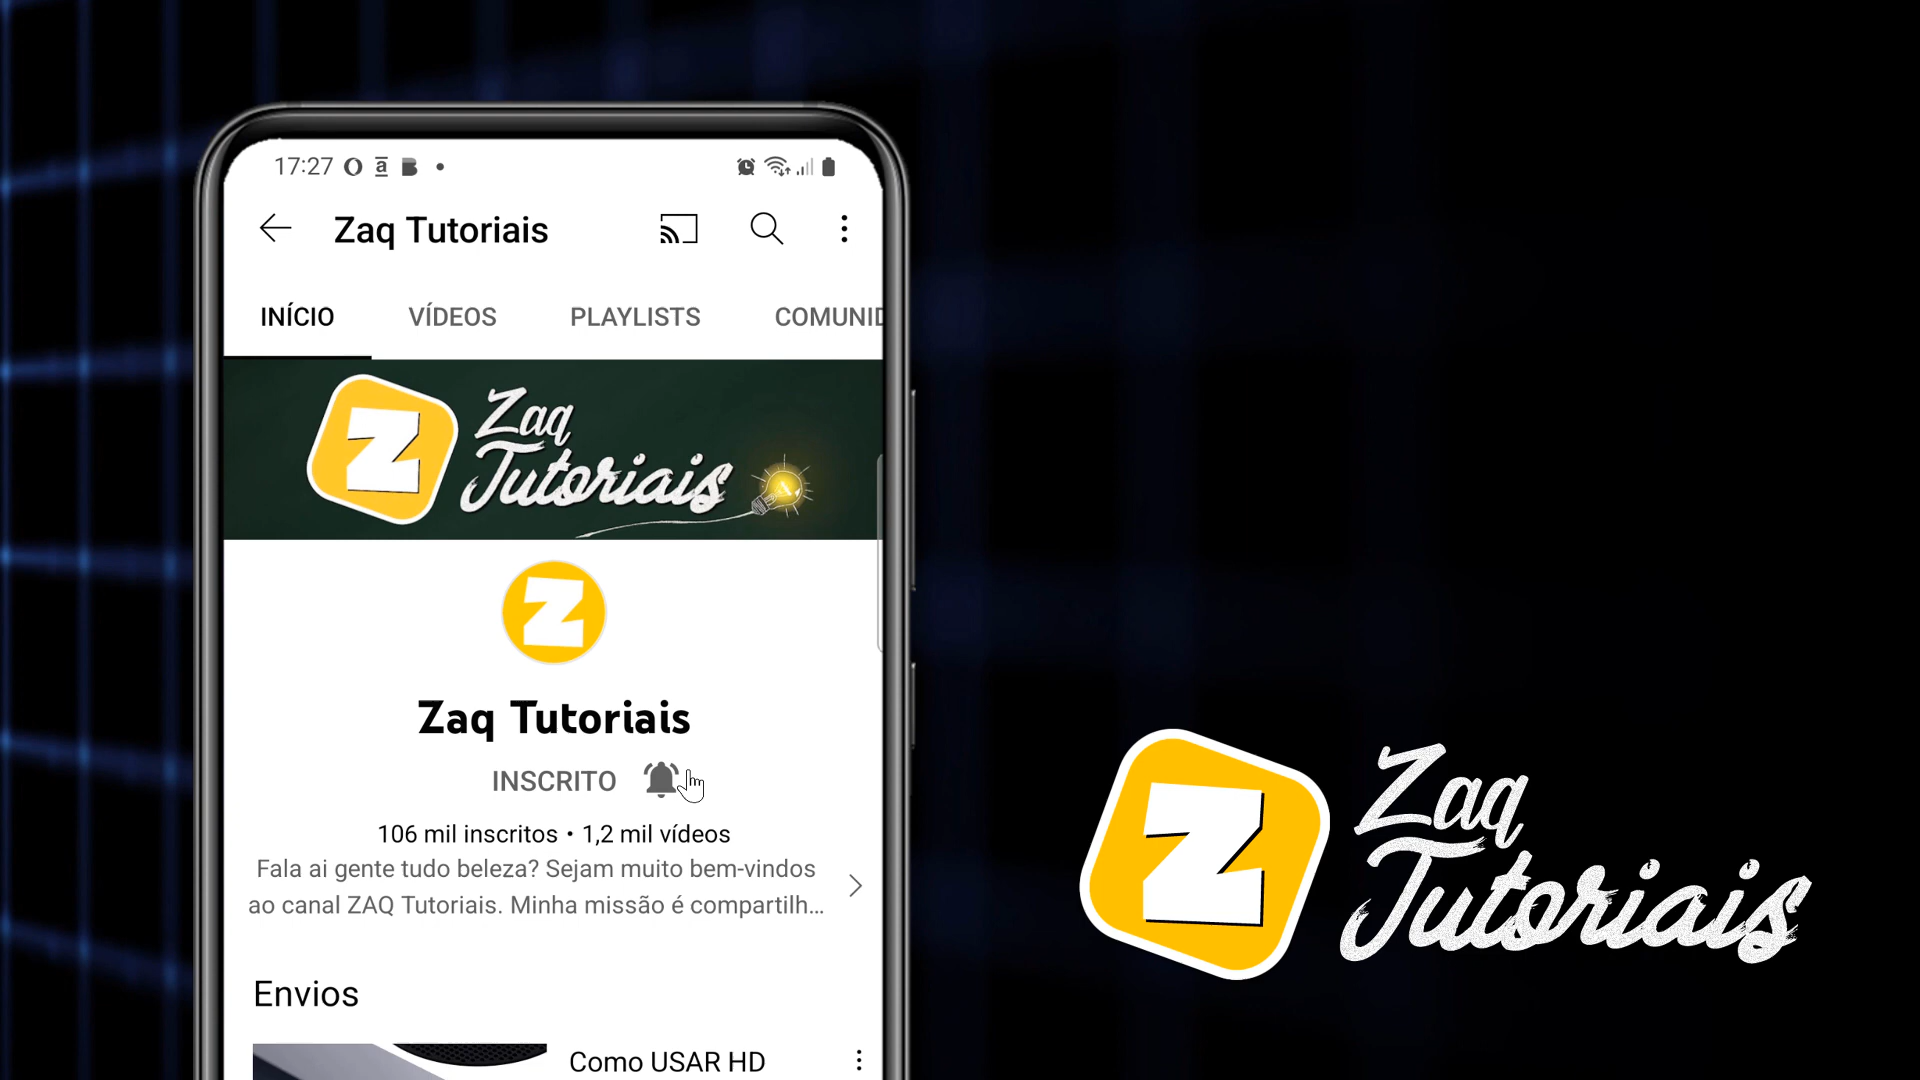 17:27
Zaq Tutoriais
INÍCIO VÍDEOS PLAYLISTS COMUNID
Z Zaq
Tutoriais
Z
Zaq Tutoriais
INSCRITO
106 mil inscritos • 1,2 mil vídeos
Fala ai gente tudo beleza? Sejam muito bem-vindos
ao canal ZAQ Tutoriais. Minha missão é compartilh...
Envios
Como USAR HD
Z Zaq
Tutoriais